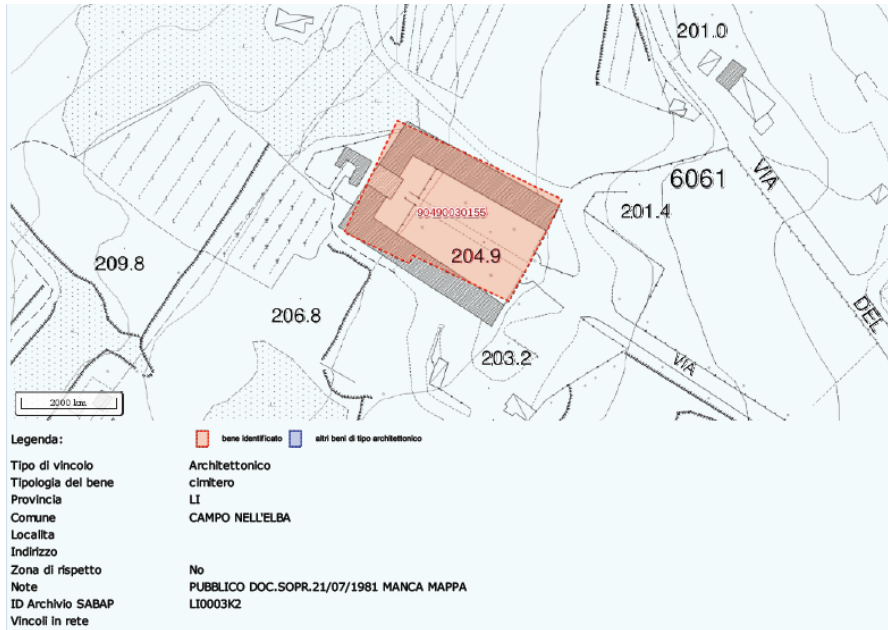 201.0
VIA
6061
201.4
90490030155
204.9
209.8
206.8
DEL
203.2
VIA
2000 km
Legenda: bene identificato altri beni di tipo architettonico
Tipo di vincolo Architettonico
Tipologia del bene cimitero
Provincia LI
Comune CAMPO NELL'ELBA
Localita
Indirizzo
Zona di rispetto No
Note PUBBLICO DOC.SOPR.21/07/1981 MANCA MAPPA
ID Archivio SABAP LI0003K2
Vincoli in rete